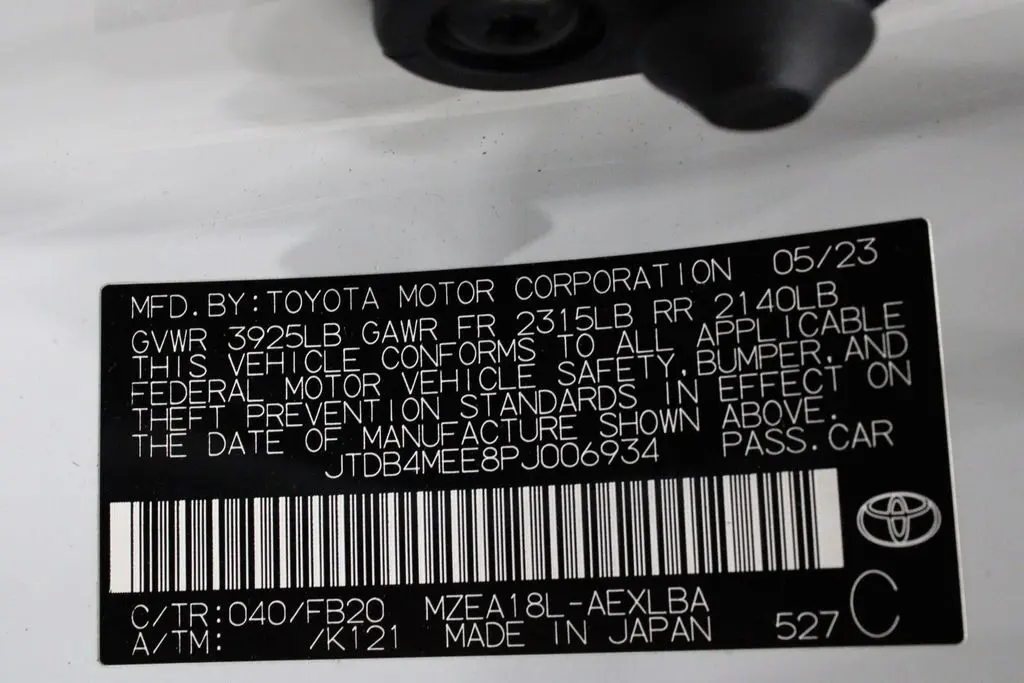 MFD.BY:TOYOTA MOTOR CORPORATION 05/23
GVWR 3925LB GAWR FR 2315LB RR 2140LB
THIS VEHICLE CONFORMS TO ALL APPLICABLE
FEDERAL MOTOR VEHICLE SAFETY,BUMPER,AND
THEFT PREVENTION STANDARDS IN EFFECT ON
THE DATE OF MANUFACTURE SHOWN ABOVE.
JTDB4MEE8PJ006934 PASS.CAR
C/TR:040/FB20 MZEA18L-AEXLBA
A/TM: /K121 MADE IN JAPAN 527 C